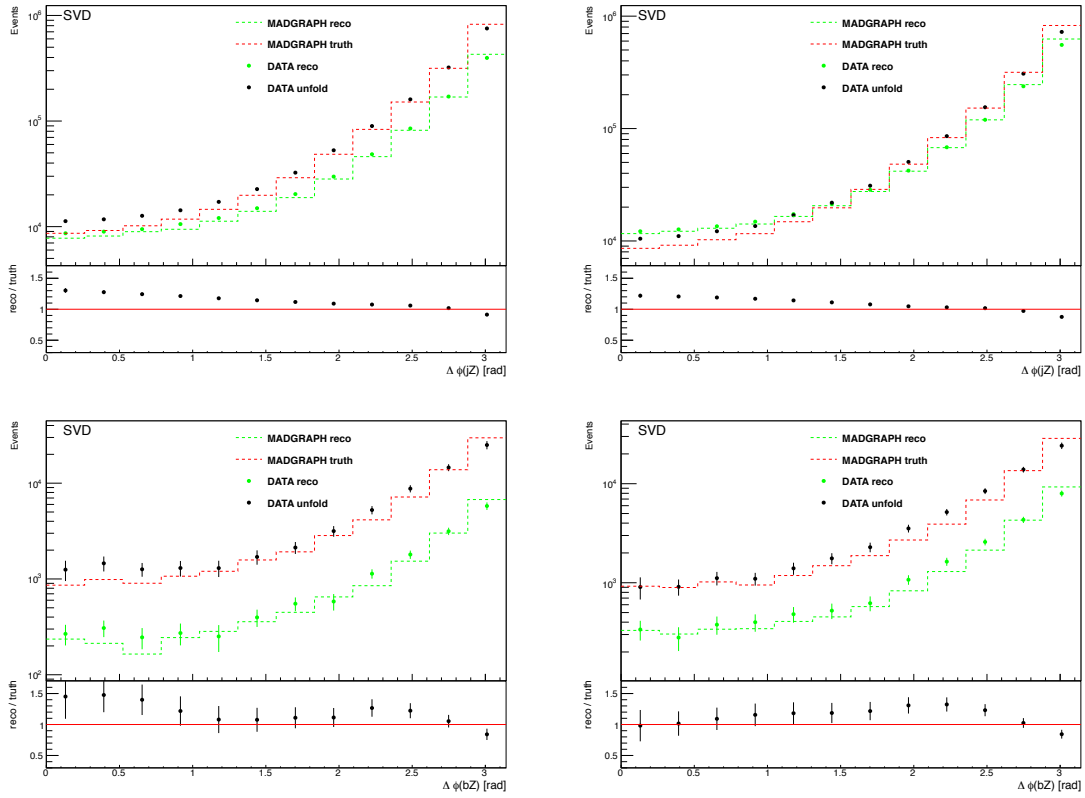 SVD
Events
MADGRAPH reco
MADGRAPH truth
DATA reco
DATA unfold
10^6
10^5
10^4
reco / truth
1.5
1
0.5
0 0.5 1 1.5 2 2.5 3
Δ ϕ(jZ) [rad]
SVD
Events
MADGRAPH reco
MADGRAPH truth
DATA reco
DATA unfold
10^6
10^5
10^4
reco / truth
1.5
1
0.5
0 0.5 1 1.5 2 2.5 3
Δ ϕ(jZ) [rad]
SVD
Events
MADGRAPH reco
MADGRAPH truth
DATA reco
DATA unfold
10^4
10^3
10^2
reco / truth
1.5
1
0.5
0 0.5 1 1.5 2 2.5 3
Δ ϕ(bZ) [rad]
SVD
Events
MADGRAPH reco
MADGRAPH truth
DATA reco
DATA unfold
10^4
10^3
reco / truth
1.5
1
0.5
0 0.5 1 1.5 2 2.5 3
Δ ϕ(bZ) [rad]